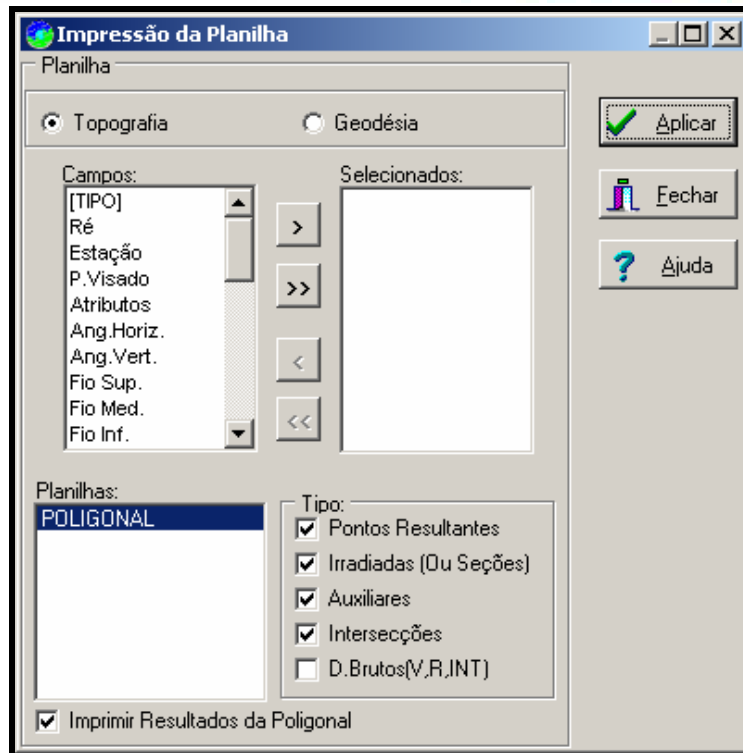 Impressão da Planilha
Planilha
Topografia
Geodésia
Aplicar
Fechar
Ajuda
Campos:
[TIPO]
Ré
Estação
P.Visado
Atributos
Ang.Horiz.
Ang.Vert.
Fio Sup.
Fio Med.
Fio Inf.
>
>>
<
<<
Selecionados:
Planilhas:
POLIGONAL
Tipo:
Pontos Resultantes
Irradiadas (Ou Seções)
Auxiliares
Intersecções
D.Brutos(V,R,INT)
Imprimir Resultados da Poligonal